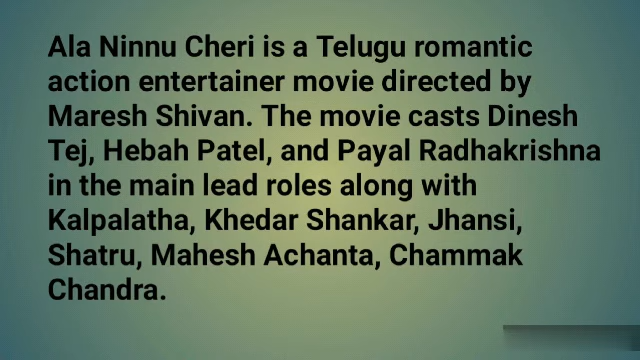 Ala Ninnu Cheri is a Telugu romantic
action entertainer movie directed by
Maresh Shivan. The movie casts Dinesh
Tej, Hebah Patel, and Payal Radhakrishna
in the main lead roles along with
Kalpalatha, Khedar Shankar, Jhansi,
Shatru, Mahesh Achanta, Chammak
Chandra.